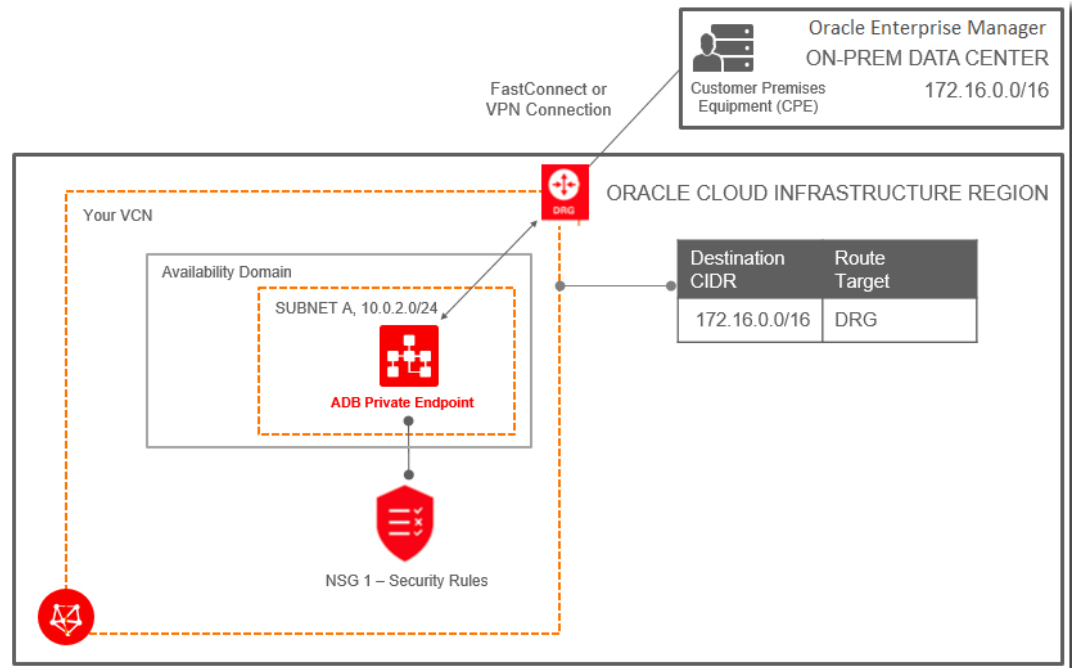 Oracle Enterprise Manager
ON-PREM DATA CENTER
172.16.0.0/16
Customer Premises
Equipment (CPE)
FastConnect or
VPN Connection
DRG
ORACLE CLOUD INFRASTRUCTURE REGION
Your VCN
Availability Domain
SUBNET A, 10.0.2.0/24
ADB Private Endpoint
NSG 1 – Security Rules
Destination
CIDR
Route
Target
172.16.0.0/16
DRG